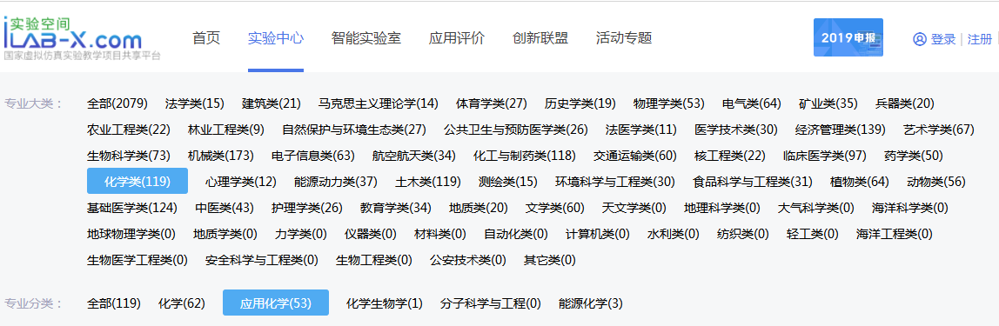 实验空间
iLAB-X.com
国家虚拟仿真实验教学项目共享平台
首页 实验中心 智能实验室 应用评价 创新联盟 活动专题 2019申报 登录 | 注册
专业大类： 全部(2079) 法学类(15) 建筑类(21) 马克思主义理论学(14) 体育学类(27) 历史学类(19) 物理学类(53) 电气类(64) 矿业类(35) 兵器类(20)
农业工程类(22) 林业工程类(9) 自然保护与环境生态类(27) 公共卫生与预防医学类(26) 法医学类(11) 医学技术类(30) 经济管理类(139) 艺术学类(67)
生物科学类(73) 机械类(173) 电子信息类(63) 航空航天类(34) 化工与制药类(118) 交通运输类(60) 核工程类(22) 临床医学类(97) 药学类(50)
化学类(119) 心理学类(12) 能源动力类(37) 土木类(119) 测绘类(15) 环境科学与工程类(30) 食品科学与工程类(31) 植物类(64) 动物类(56)
基础医学类(124) 中医类(43) 护理学类(26) 教育学类(34) 地质类(20) 文学类(60) 天文学类(0) 地理科学类(0) 大气科学类(0) 海洋科学类(0)
地球物理学类(0) 地质学类(0) 力学类(0) 仪器类(0) 材料类(0) 自动化类(0) 计算机类(0) 水利类(0) 纺织类(0) 轻工类(0) 海洋工程类(0)
生物医学工程类(0) 安全科学与工程类(0) 生物工程类(0) 公安技术类(0) 其它类(0)
专业分类： 全部(119) 化学(62) 应用化学(53) 化学生物学(1) 分子科学与工程(0) 能源化学(3)